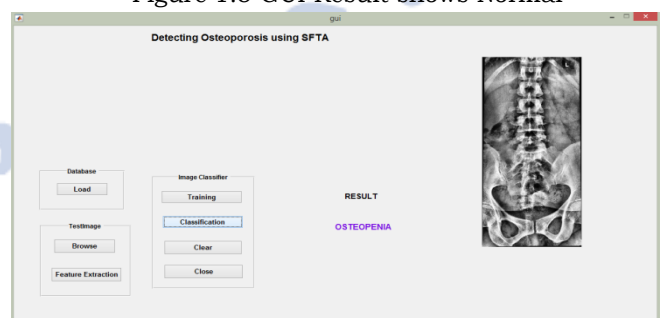 Figure 1.8 GUI Result shows Normal
gui
Detecting Osteoporosis using SFTA
L
Database
Load
TestImage
Browse
Feature Extraction
Image Classifier
Training
Classification
Clear
Close
RESULT
OSTEOPENIA